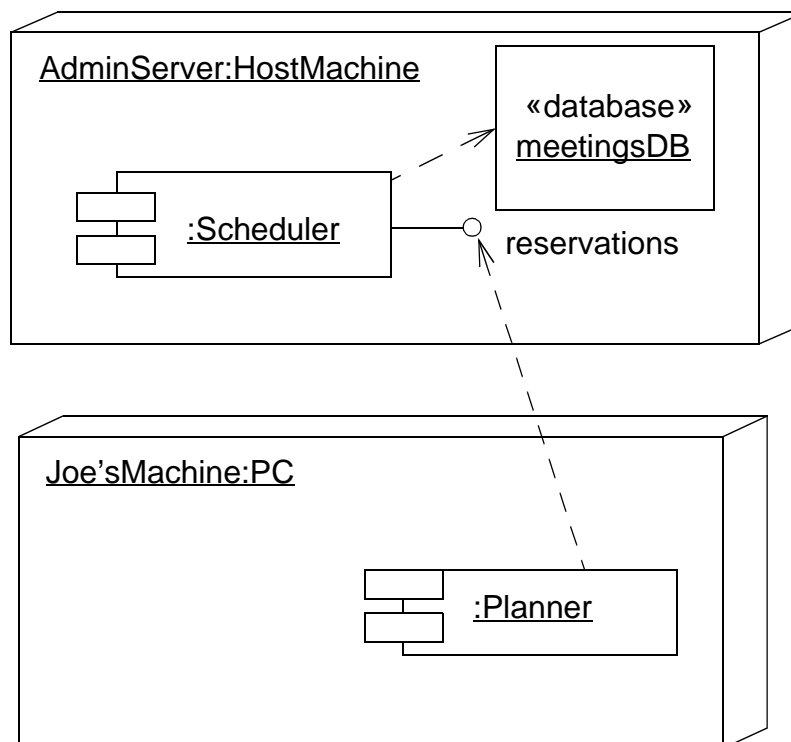 AdminServer:HostMachine
«database»
meetingsDB
:Scheduler
reservations
Joe’sMachine:PC
:Planner